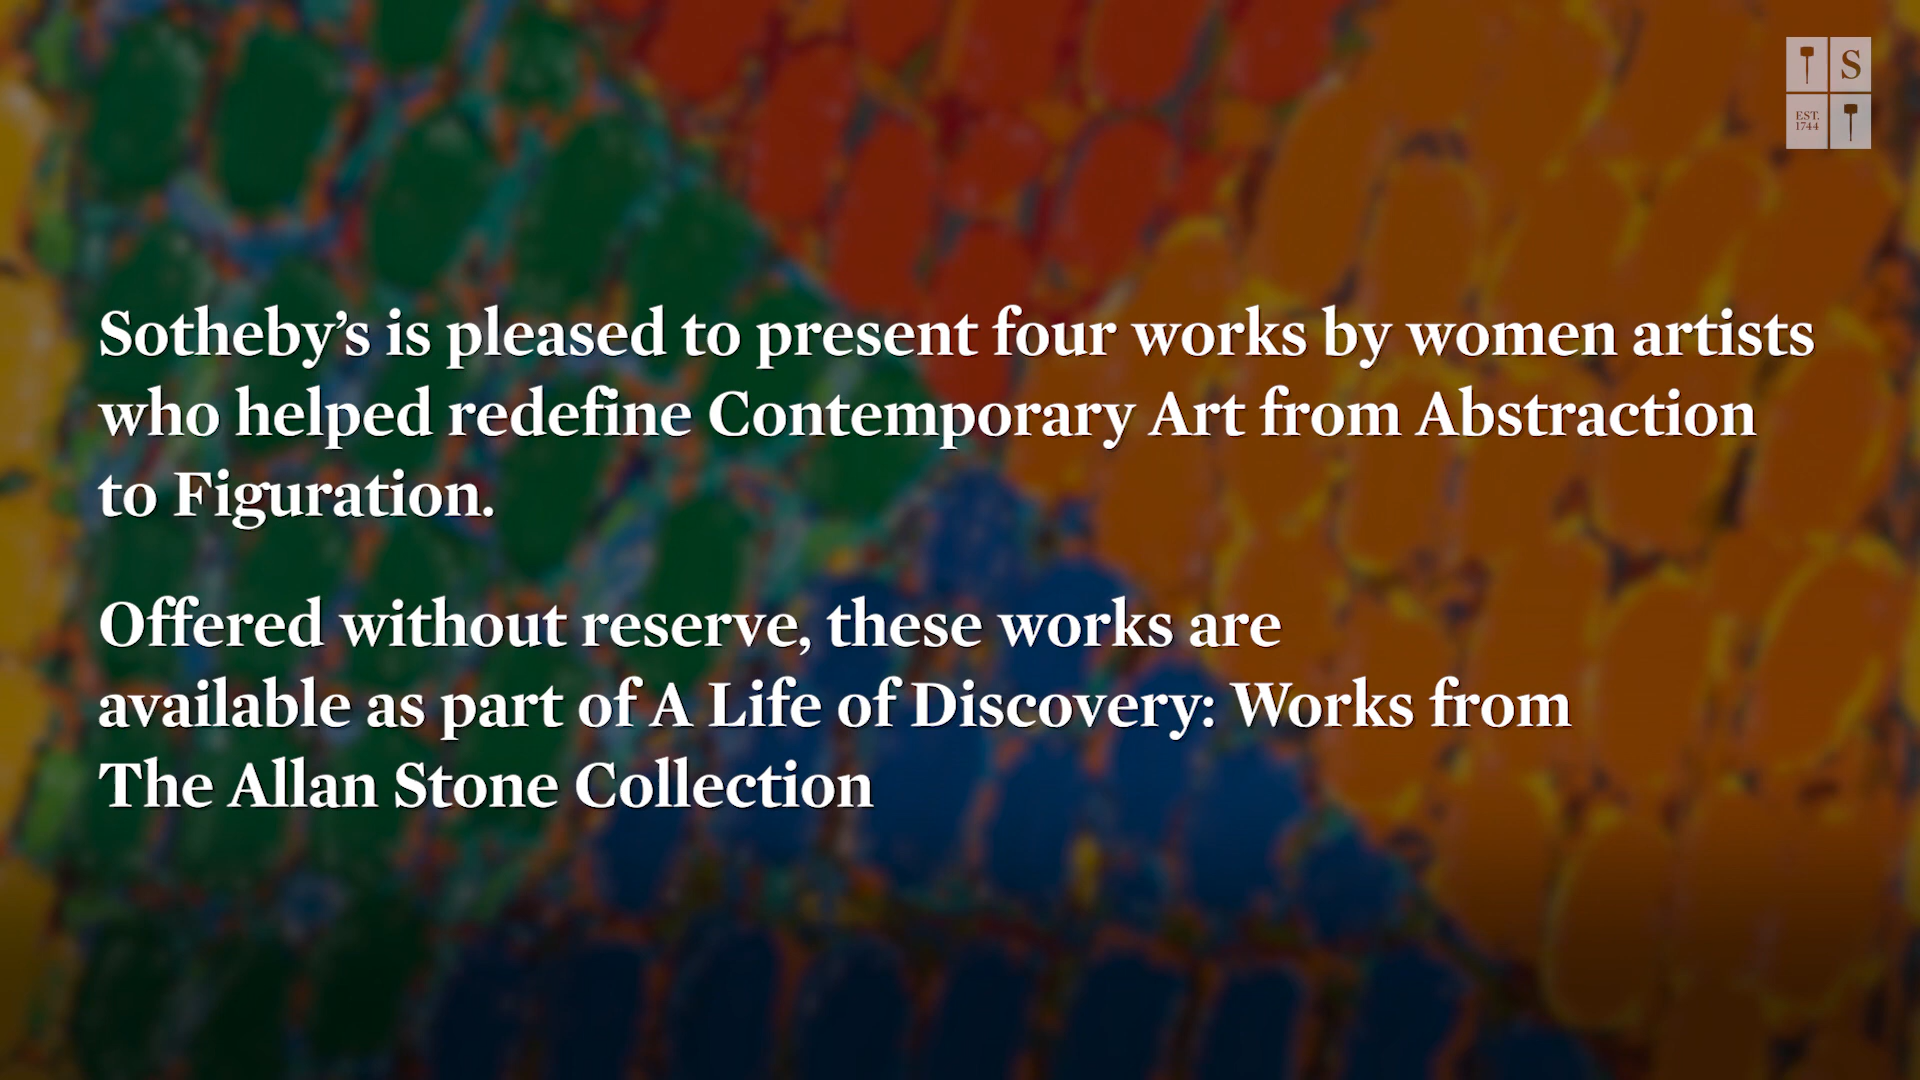 S
EST.
1744
Sotheby’s is pleased to present four works by women artists
who helped redefine Contemporary Art from Abstraction
to Figuration.
Offered without reserve, these works are
available as part of A Life of Discovery: Works from
The Allan Stone Collection